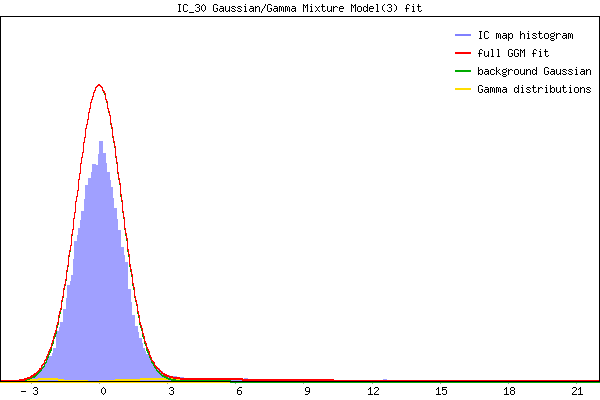 IC_30 Gaussian/Gamma Mixture Model(3) fit
IC map histogram
full GGM fit
background Gaussian
Gamma distributions
-3 0 3 6 9 12 15 18 21